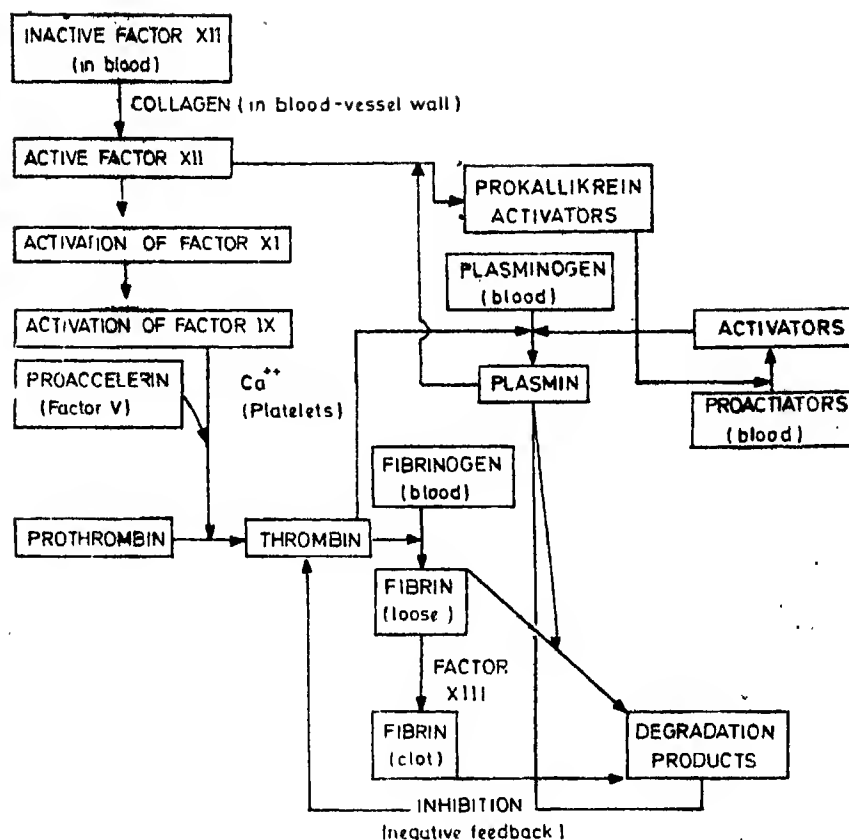 INACTIVE FACTOR XII
(in blood)
COLLAGEN (in blood-vessel wall)
ACTIVE FACTOR XII
PROKALLIKREIN
ACTIVATORS
ACTIVATION OF FACTOR XI
PLASMINOGEN
(blood)
ACTIVATION OF FACTOR IX
ACTIVATORS
PROACCELERIN
(Factor V)
Ca++
(Platelets)
PLASMIN
PROACTIATORS
(blood)
FIBRINOGEN
(blood)
PROTHROMBIN
THROMBIN
FIBRIN
(loose)
FACTOR
XIII
FIBRIN
(clot)
DEGRADATION
PRODUCTS
INHIBITION
[negative feedback]